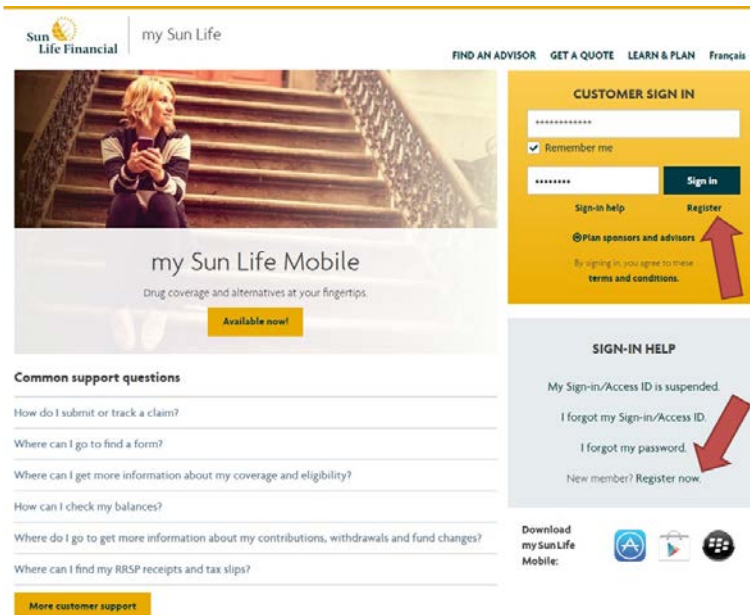 Sun
Life Financial
my Sun Life
FIND AN ADVISOR GET A QUOTE LEARN & PLAN Français
CUSTOMER SIGN IN
************
Remember me
••••••••
Sign in
Sign-in help
Register
Plan sponsors and advisors
By signing in, you agree to these
terms and conditions.
my Sun Life Mobile
Drug coverage and alternatives at your fingertips.
Available now!
SIGN-IN HELP
My Sign-in/Access ID is suspended.
I forgot my Sign-in/Access ID.
I forgot my password.
New member? Register now.
Common support questions
How do I submit or track a claim?
Where can I go to find a form?
Where can I get more information about my coverage and eligibility?
How can I check my balances?
Where do I go to get more information about my contributions, withdrawals and fund changes?
Where can I find my RRSP receipts and tax slips?
More customer support
Download
my Sun Life
Mobile: